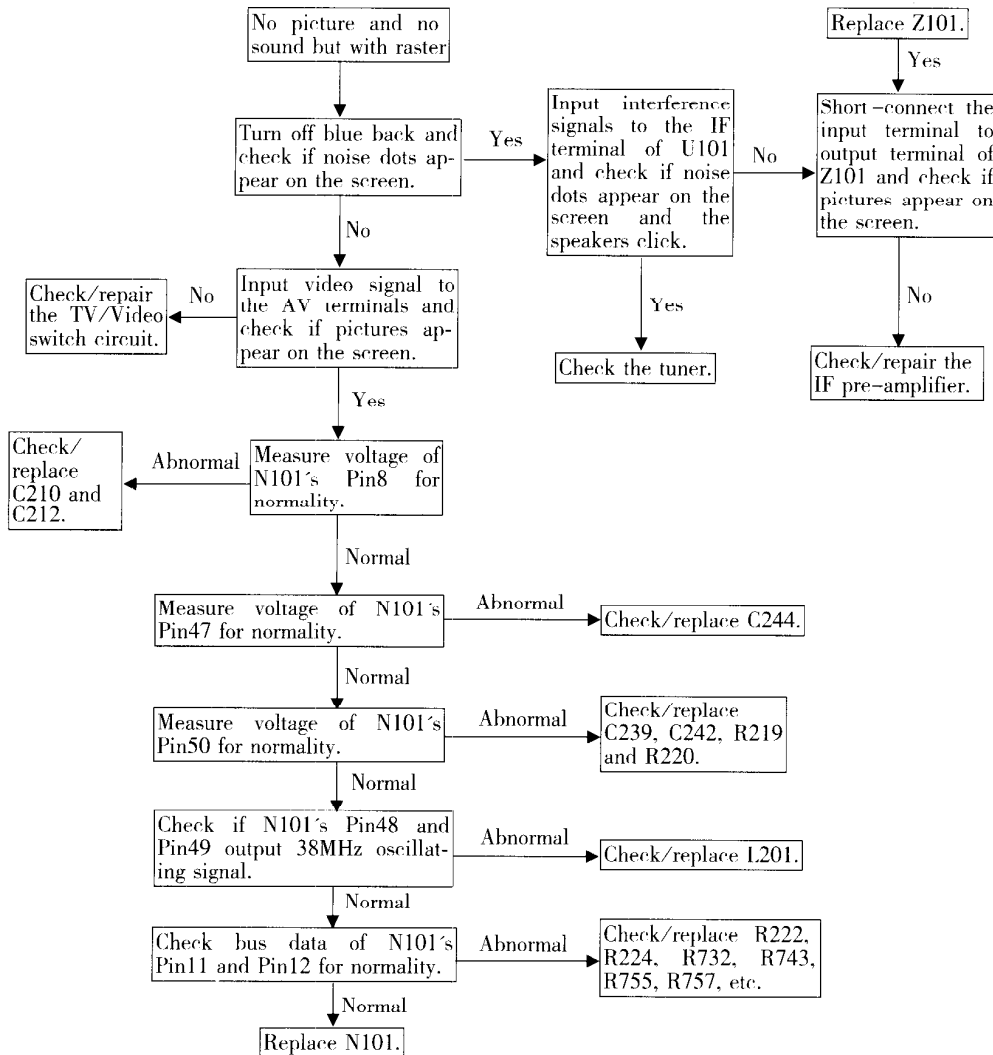 No picture and no
sound but with raster
Replace Z101.
Yes
Turn off blue back and
check if noise dots ap-
pear on the screen.
Yes
Input interference
signals to the IF
terminal of U101
and check if noise
dots appear on the
screen and the
speakers click.
No
Short-connect the
input terminal to
output terminal of
Z101 and check if
pictures appear on
the screen.
No
Yes
No
Check the tuner.
Check/repair the
IF pre-amplifier.
Input video signal to
the AV terminals and
check if pictures ap-
pear on the screen.
No
Check/repair
the TV/Video
switch circuit.
Yes
Measure voltage of
N101's Pin8 for
normality.
Abnormal
Check/
replace
C210 and
C212.
Normal
Measure voltage of N101's
Pin47 for normality.
Abnormal
Check/replace C244.
Normal
Measure voltage of N101's
Pin50 for normality.
Abnormal
Check/replace
C239, C242, R219
and R220.
Normal
Check if N101's Pin48 and
Pin49 output 38MHz oscillat-
ing signal.
Abnormal
Check/replace L201.
Normal
Check bus data of N101's
Pin11 and Pin12 for normality.
Abnormal
Check/replace R222,
R224, R732, R743,
R755, R757, etc.
Normal
Replace N101.